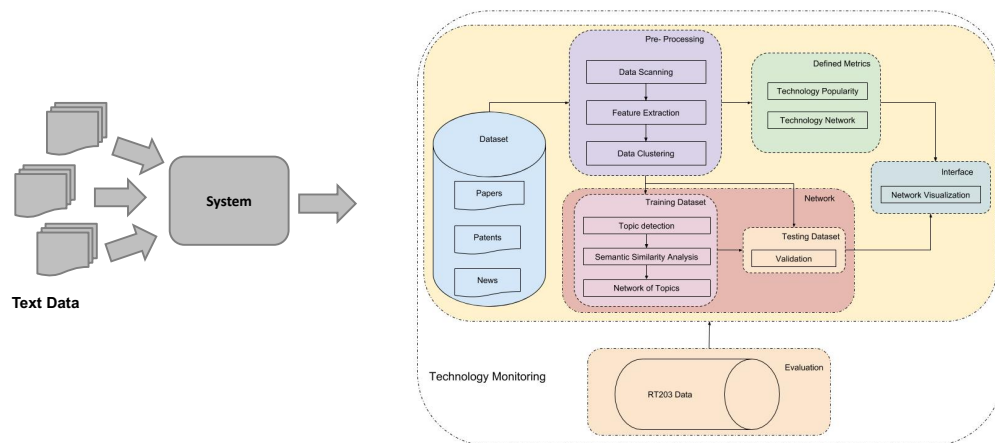 System
Text Data
Pre- Processing
Data Scanning
Feature Extraction
Data Clustering
Defined Metrics
Technology Popularity
Technology Network
Dataset
Papers
Patents
News
Interface
Network Visualization
Network
Training Dataset
Topic detection
Semantic Similarity Analysis
Network of Topics
Testing Dataset
Validation
Technology Monitoring
Evaluation
RT203 Data